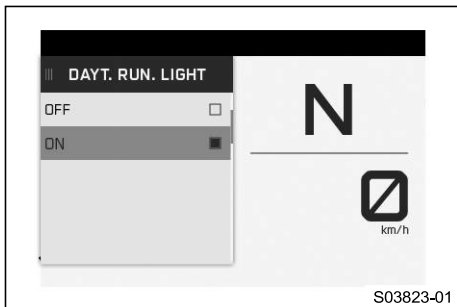 DAYT. RUN. LIGHT
OFF
ON
N
0
km/h
S03823-01